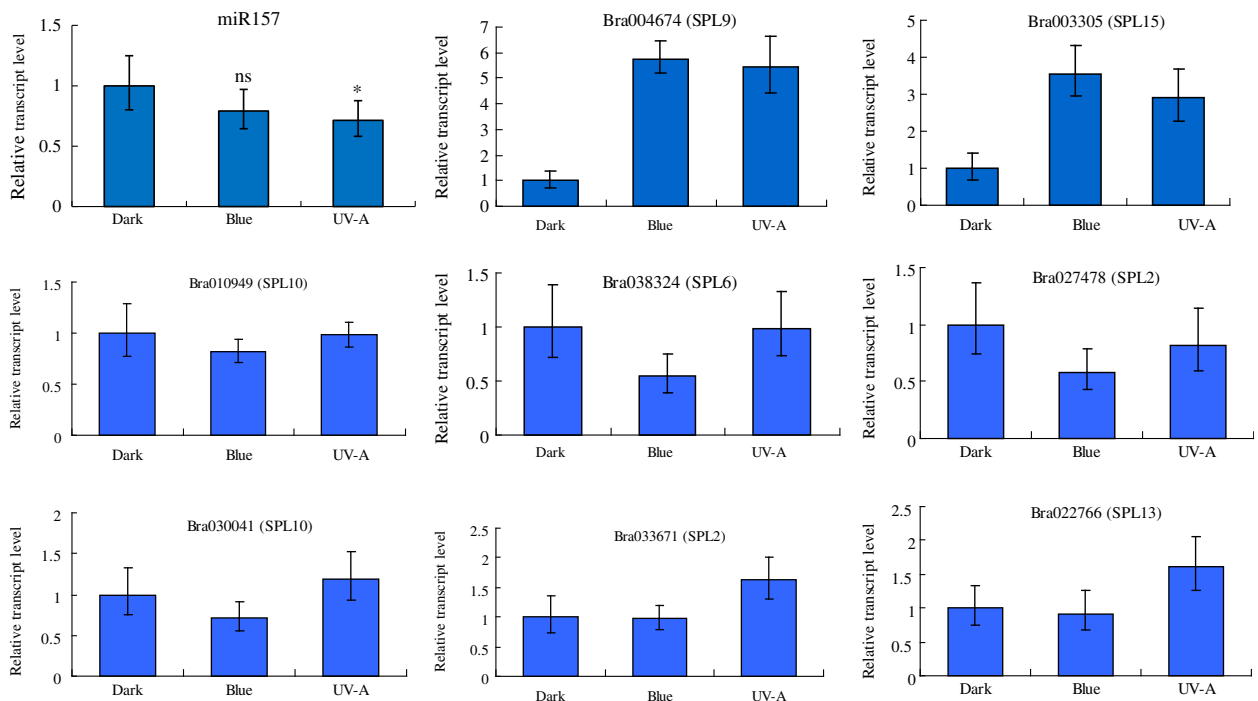 miR157
Relative transcript level
1.5
1
0.5
0
ns
*
Dark
Blue
UV-A
Bra004674 (SPL9)
Relative transcript level
7
6
5
4
3
2
1
0
Dark
Blue
UV-A
Bra003305 (SPL15)
Relative transcript level
5
4
3
2
1
0
Dark
Blue
UV-A
Bra010949 (SPL10)
Relative transcript level
1.5
1
0.5
0
Dark
Blue
UV-A
Bra038324 (SPL6)
Relative transcript level
1.5
1
0.5
0
Dark
Blue
UV-A
Bra027478 (SPL2)
Relative transcript level
1.5
1
0.5
0
Dark
Blue
UV-A
Bra030041 (SPL10)
Relative transcript level
2
1.5
1
0.5
0
Dark
Blue
UV-A
Bra033671 (SPL2)
Relative transcript level
2.5
2
1.5
1
0.5
0
Dark
Blue
UV-A
Bra022766 (SPL13)
Relative transcript level
2.5
2
1.5
1
0.5
0
Dark
Blue
UV-A